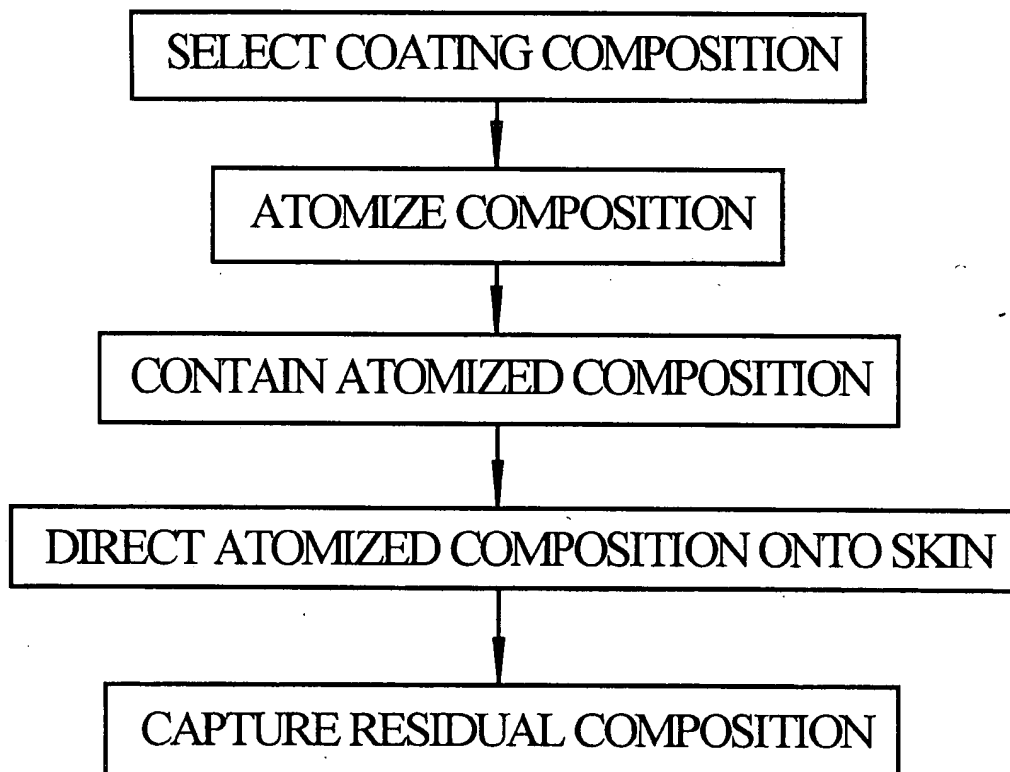 SELECT COATING COMPOSITION
ATOMIZE COMPOSITION
CONTAIN ATOMIZED COMPOSITION
DIRECT ATOMIZED COMPOSITION ONTO SKIN
CAPTURE RESIDUAL COMPOSITION